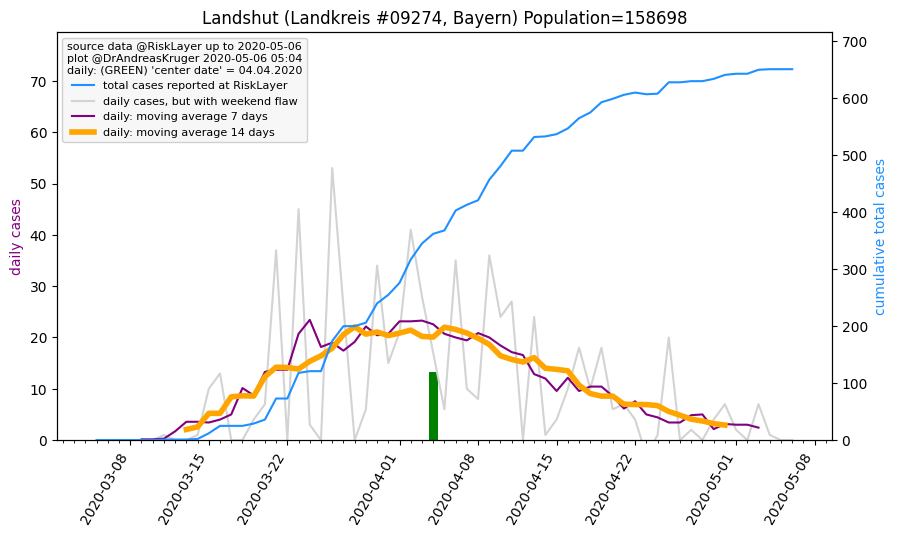 Landshut (Landkreis #09274, Bayern) Population=158698
source data @RiskLayer up to 2020-05-06
plot @DrAndreasKruger 2020-05-06 05:04
daily: (GREEN) 'center date' = 04.04.2020
total cases reported at RiskLayer
daily cases, but with weekend flaw
daily: moving average 7 days
daily: moving average 14 days
daily cases
0
10
20
30
40
50
60
70
cumulative total cases
0
100
200
300
400
500
600
700
2020-03-08
2020-03-15
2020-03-22
2020-04-01
2020-04-08
2020-04-15
2020-04-22
2020-05-01
2020-05-08